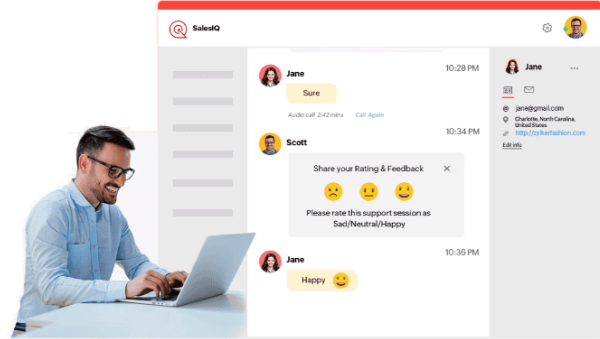 SalesIQ
Jane
10:28 PM
Sure
Audio call 2:42 mins Call Again
Scott
10:34 PM
Share your Rating & Feedback
Please rate this support session as
Sad/Neutral/Happy
Jane
10:36 PM
Happy
Jane
jane@gmail.com
Charlotte, North Carolina,
United States
http://zylkerfashion.com
Edit info